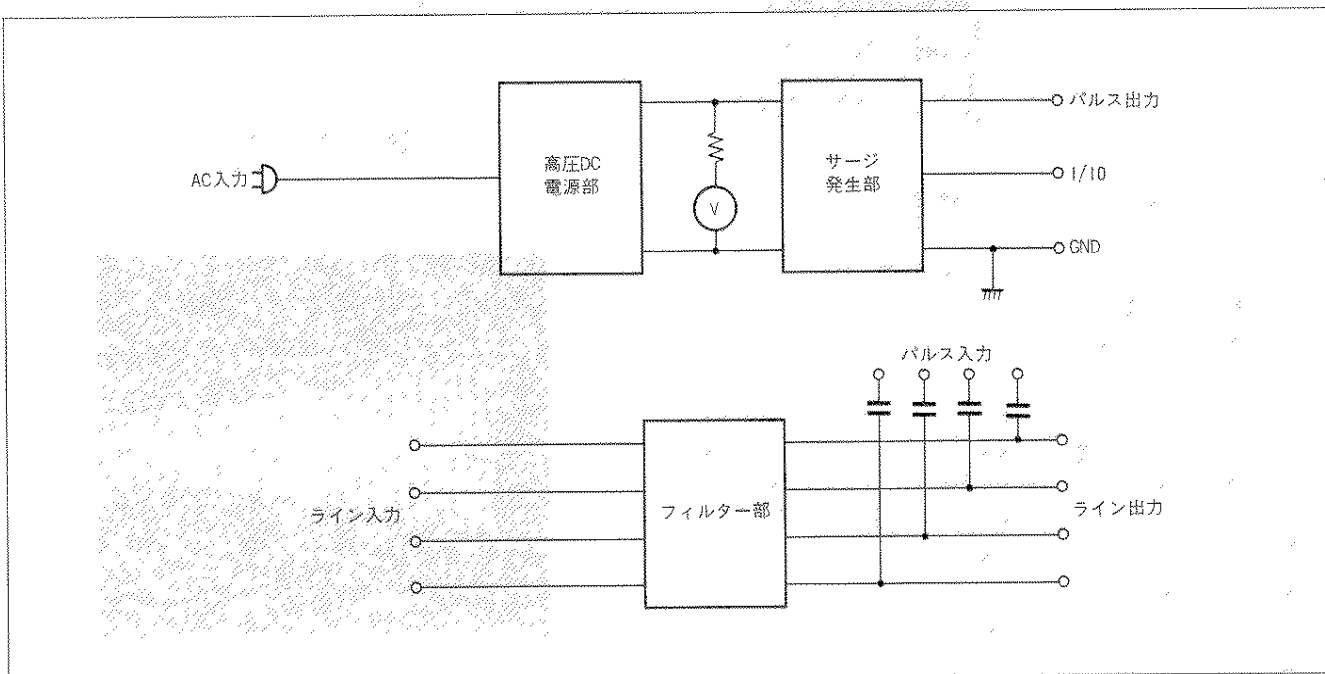 AC入力
高圧DC
電源部
V
サージ
発生部
パルス出力
1/10
GND
パルス入力
ライン入力
フィルター部
ライン出力